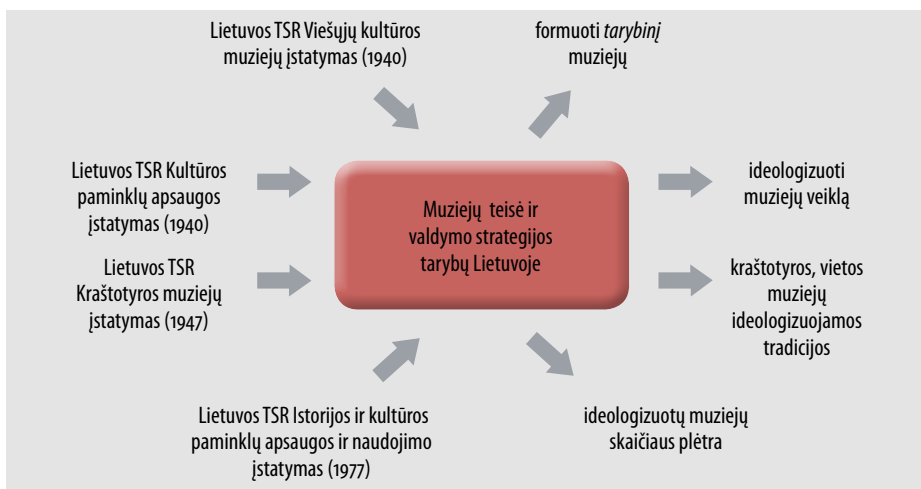 Lietuvos TSR Viešųjų kultūros
muziejų įstatymas (1940)
formuoti tarybinį
muziejų
Lietuvos TSR Kultūros
paminklų apsaugos
įstatymas (1940)
Muziejų teisė ir
valdymo strategijos
tarybų Lietuvoje
ideologizuoti
muziejų veiklą
Lietuvos TSR
Kraštotyros muziejų
įstatymas (1947)
kraštotyros, vietos
muziejų
ideologizuojamos
tradicijos
Lietuvos TSR Istorijos ir kultūros
paminklų apsaugos ir naudojimo
įstatymas (1977)
ideologizuotų muziejų
skaičiaus plėtra